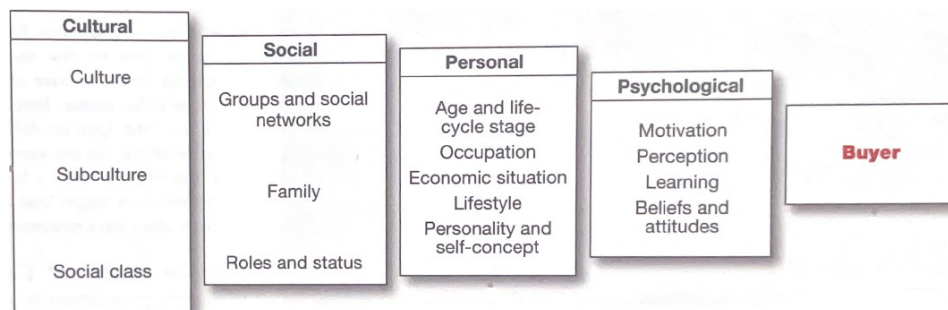 Cultural
Culture
Subculture
Social class
Social
Groups and social
networks
Family
Roles and status
Personal
Age and life-
cycle stage
Occupation
Economic situation
Lifestyle
Personality and
self-concept
Psychological
Motivation
Perception
Learning
Beliefs and
attitudes
Buyer